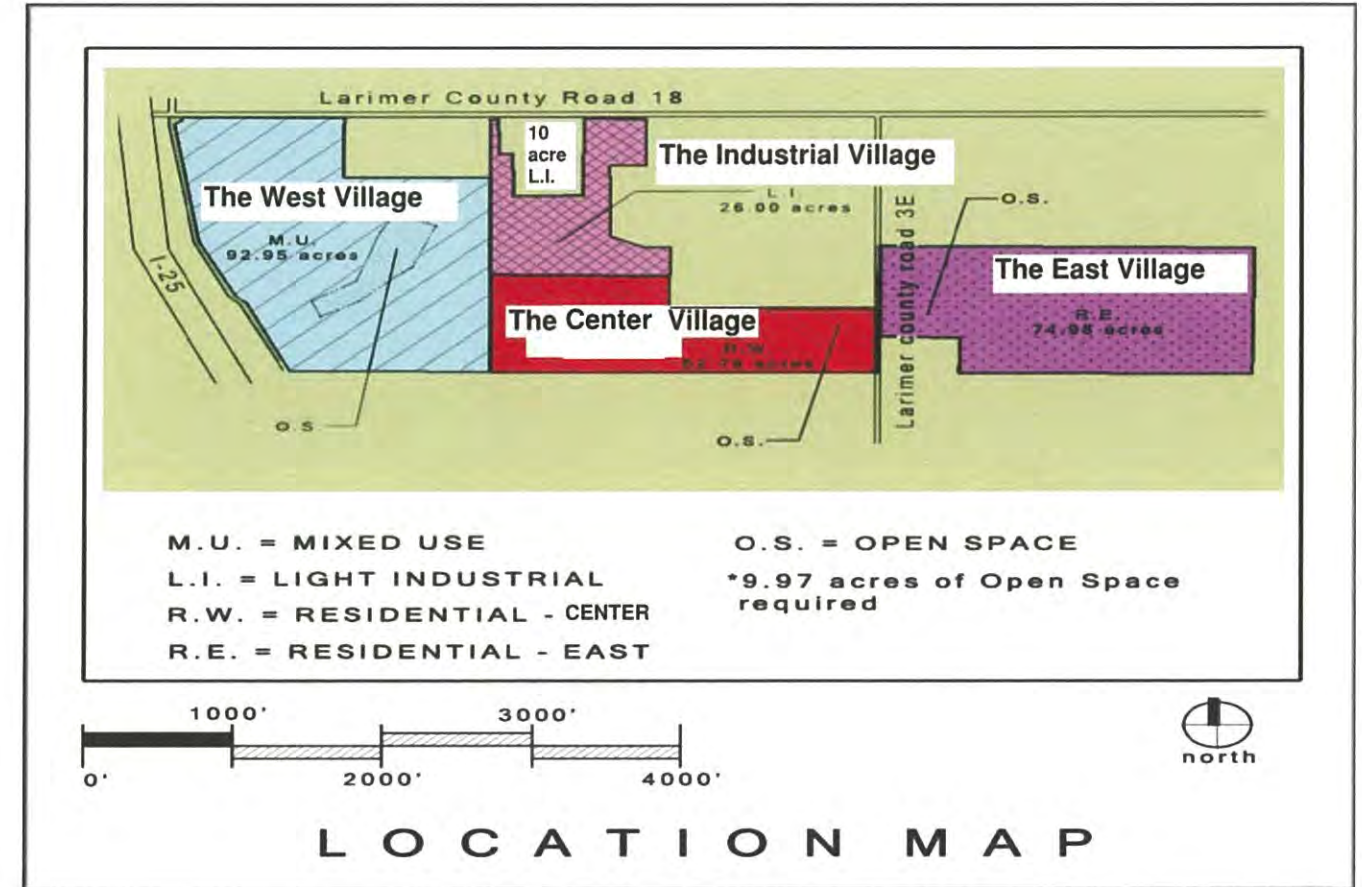 Larimer County Road 18
10
acre
L.I.
The Industrial Village
L.I.
26.00 acres
The West Village
M.U.
92.95 acres
I-25
O.S.
Larimer county road 3E
O.S.
The East Village
R.E.
74.98 acres
The Center Village
R.W.
acres
O.S.
M.U. = MIXED USE
L.I. = LIGHT INDUSTRIAL
R.W. = RESIDENTIAL - CENTER
R.E. = RESIDENTIAL - EAST
O.S. = OPEN SPACE
*9.97 acres of Open Space
required
1000'
3000'
0'
2000'
4000'
north
LOCATION MAP